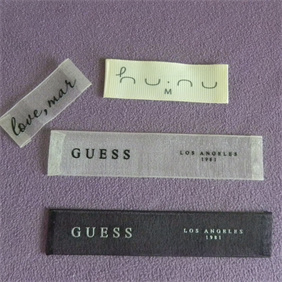 love, mar
hu·nu
M
GUESS
LOS ANGELES
1981
GUESS
LOS ANGELES
1981